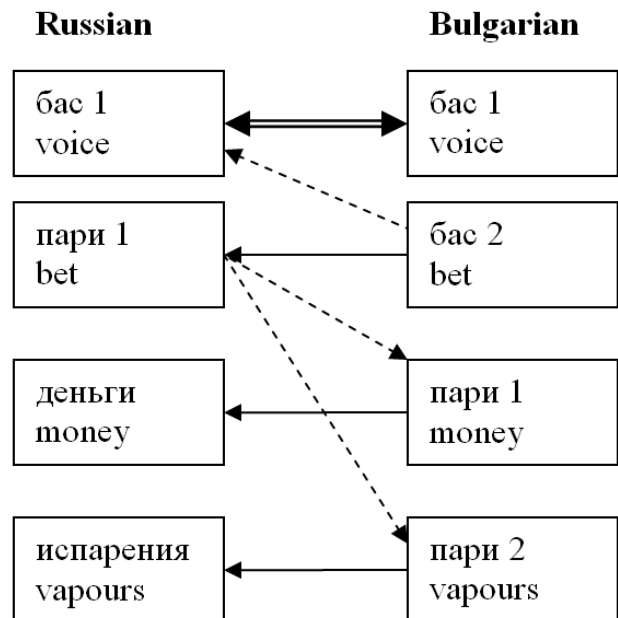 Russian
Bulgarian
бас 1
voice
бас 1
voice
пари 1
bet
бас 2
bet
деньги
money
пари 1
money
испарения
vapours
пари 2
vapours